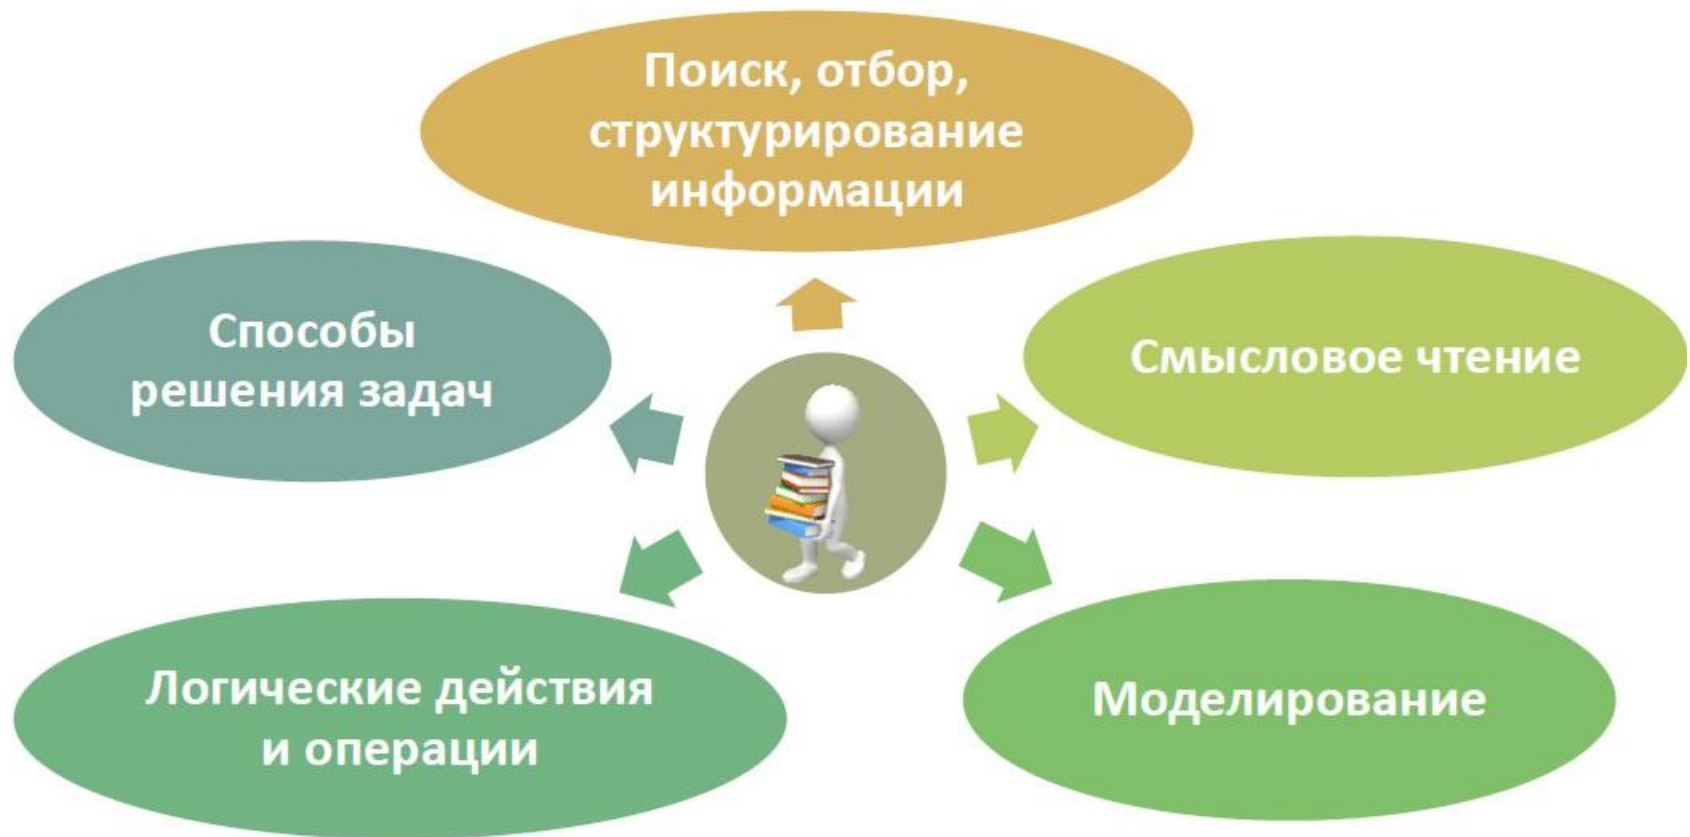 Поиск, отбор,
структурирование
информации
Способы
решения задач
Смысловое чтение
Логические действия
и операции
Моделирование